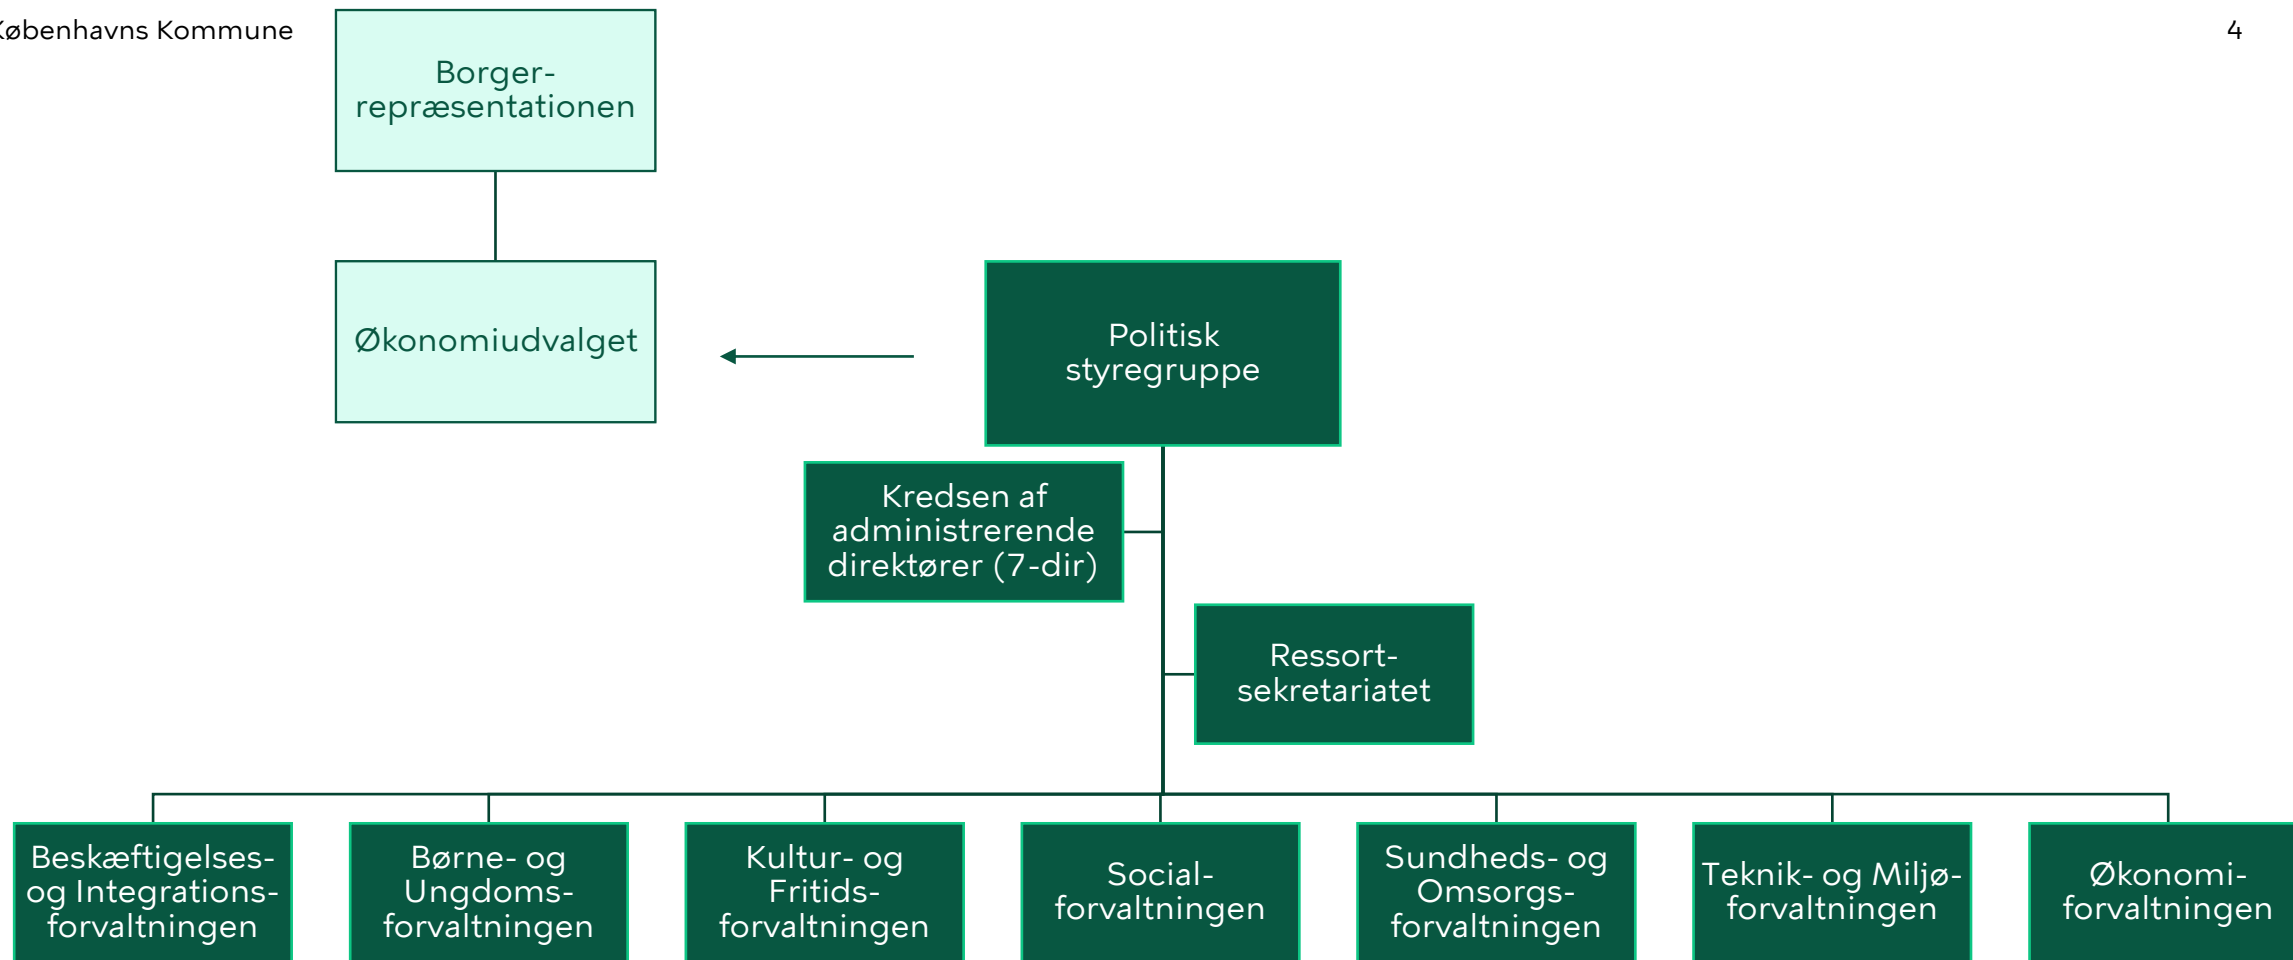 Københavns Kommune
4
Borger-
repræsentationen
Økonomiudvalget
Politisk
styregruppe
Kredsen af
administrerende
direktører (7-dir)
Ressort-
sekretariatet
Beskæftigelses-
og Integrations-
forvaltningen
Børne- og
Ungdoms-
forvaltningen
Kultur- og
Fritids-
forvaltningen
Social-
forvaltningen
Sundheds- og
Omsorgs-
forvaltningen
Teknik- og Miljø-
forvaltningen
Økonomi-
forvaltningen